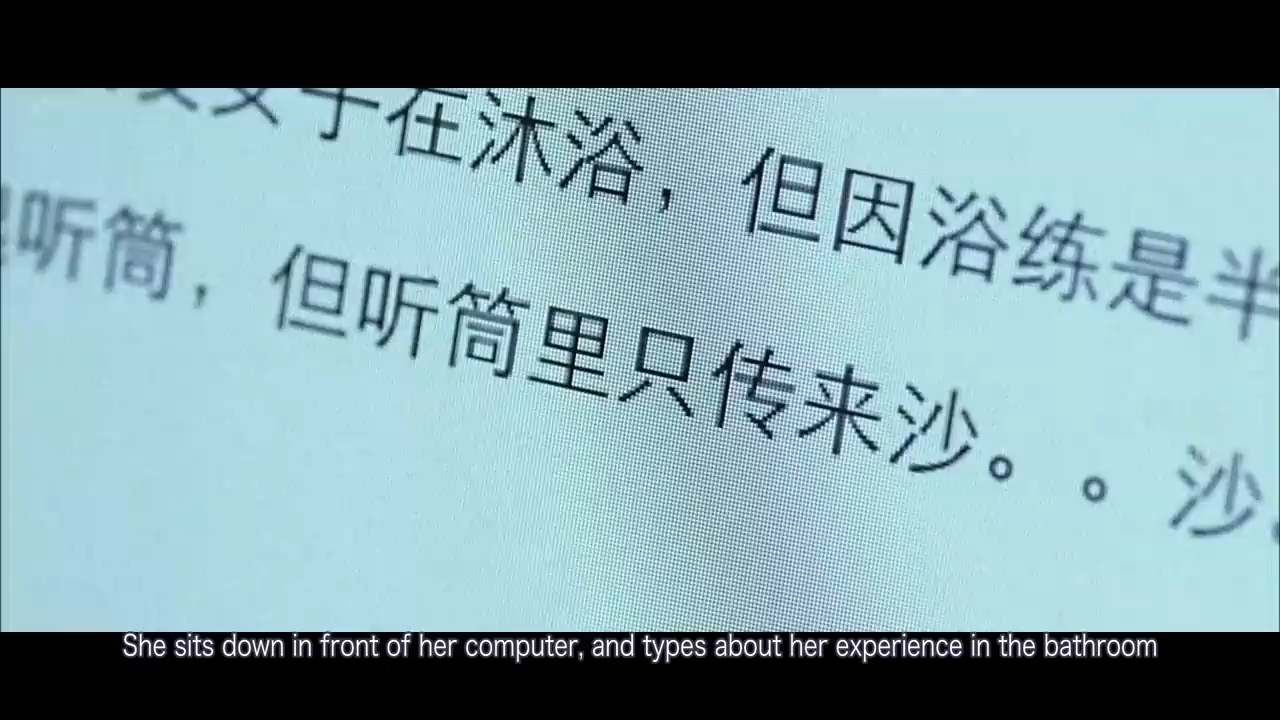 女子在沐浴，但因浴练是半
听筒，但听筒里只传来沙。。沙
She sits down in front of her computer, and types about her experience in the bathroom